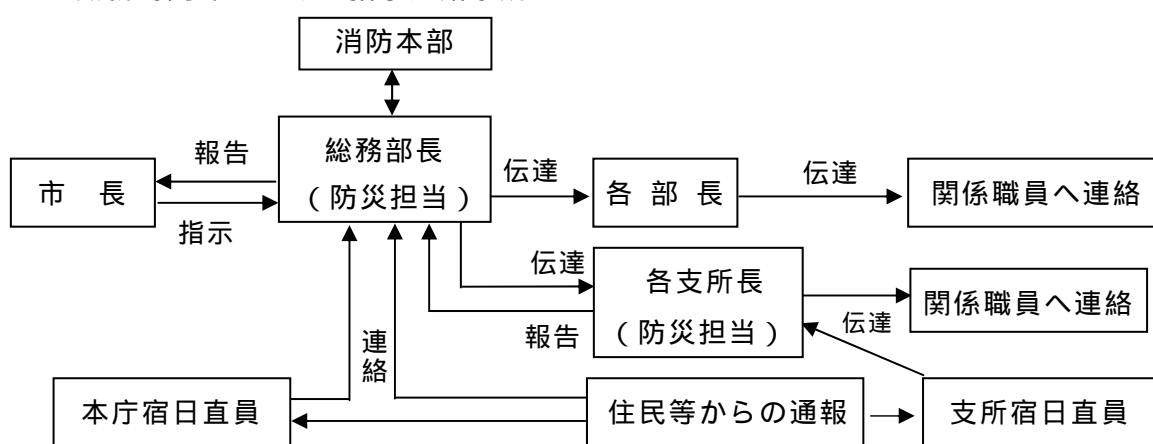 消防本部
総務部長
（防災担当）
報告
市　長
指示
伝達
各 部 長
伝達
関係職員へ連絡
伝達
各支所長
（防災担当）
報告
関係職員へ連絡
伝達
連絡
本庁宿日直員
住民等からの通報
支所宿日直員